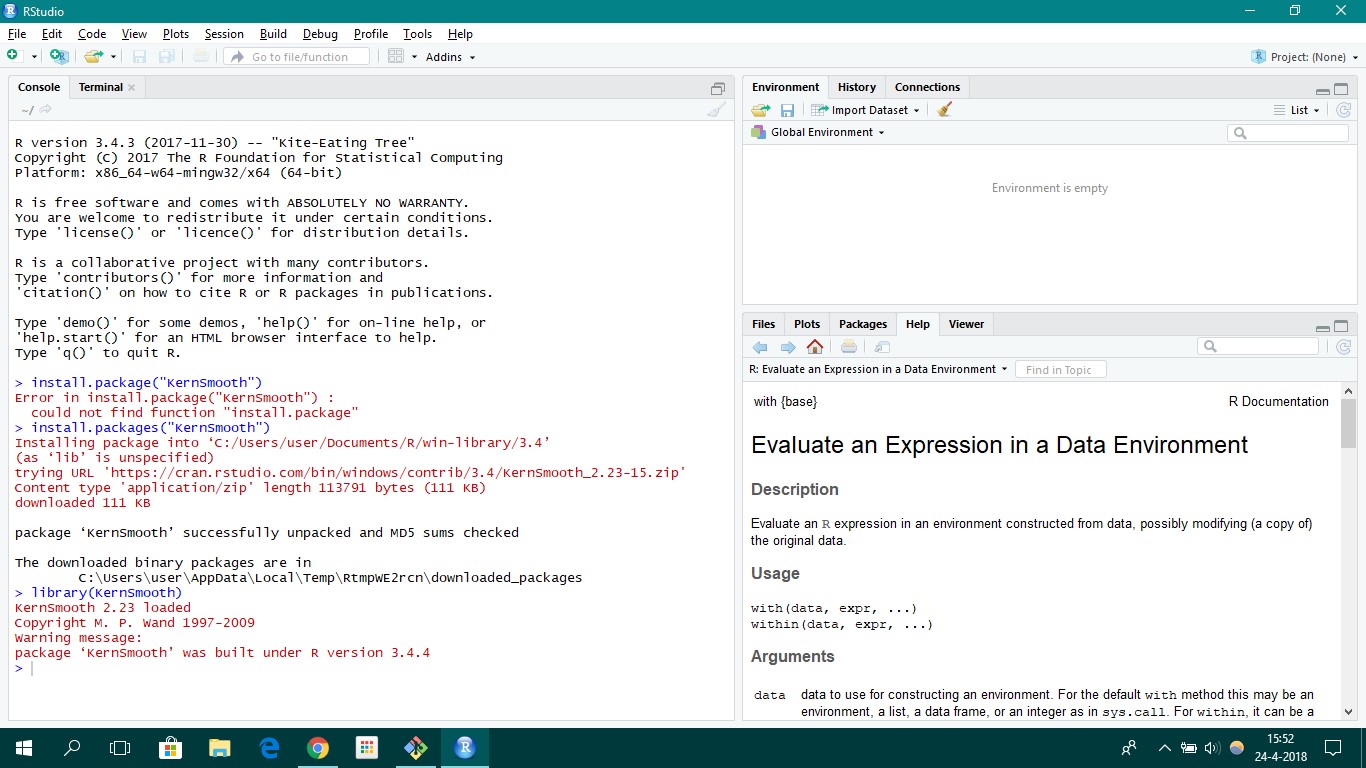 RStudio
File Edit Code View Plots Session Build Debug Profile Tools Help
Go to file/function Addins Project: (None)
Console Terminal
~/
R version 3.4.3 (2017-11-30) -- "Kite-Eating Tree"
Copyright (C) 2017 The R Foundation for Statistical Computing
Platform: x86_64-w64-mingw32/x64 (64-bit)
R is free software and comes with ABSOLUTELY NO WARRANTY.
You are welcome to redistribute it under certain conditions.
Type 'license()' or 'licence()' for distribution details.
R is a collaborative project with many contributors.
Type 'contributors()' for more information and
'citation()' on how to cite R or R packages in publications.
Type 'demo()' for some demos, 'help()' for on-line help, or
'help.start()' for an HTML browser interface to help.
Type 'q()' to quit R.
> install.package("KernSmooth")
Error in install.package("KernSmooth") :
could not find function "install.package"
> install.packages("KernSmooth")
Installing package into ‘C:/Users/user/Documents/R/win-library/3.4’
(as ‘lib’ is unspecified)
trying URL 'https://cran.rstudio.com/bin/windows/contrib/3.4/KernSmooth_2.23-15.zip'
Content type 'application/zip' length 113791 bytes (111 KB)
downloaded 111 KB
package ‘KernSmooth’ successfully unpacked and MD5 sums checked
The downloaded binary packages are in
C:\Users\user\AppData\Local\Temp\RtmpWE2rcn\downloaded_packages
> library(KernSmooth)
KernSmooth 2.23 loaded
Copyright M. P. Wand 1997-2009
Warning message:
package ‘KernSmooth’ was built under R version 3.4.4
>
Environment History Connections
Import Dataset List
Global Environment
Environment is empty
Files Plots Packages Help Viewer
R: Evaluate an Expression in a Data Environment Find in Topic
with {base} R Documentation
Evaluate an Expression in a Data Environment
Description
Evaluate an R expression in an environment constructed from data, possibly modifying (a copy of)
the original data.
Usage
with(data, expr, ...)
within(data, expr, ...)
Arguments
data data to use for constructing an environment. For the default with method this may be an
environment, a list, a data frame, or an integer as in sys.call. For within, it can be a
15:52
24-4-2018